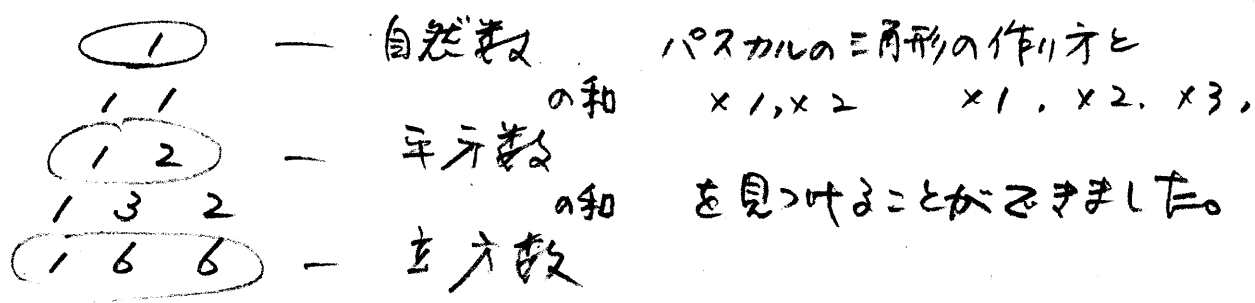 1 — 自然数 パスカルの三角形の作り方と
1 1 の和 ×1,×2 ×1.×2.×3,
1 2 — 平方数
1 3 2 の和 を見つけることができました。
1 6 6 — 立方数